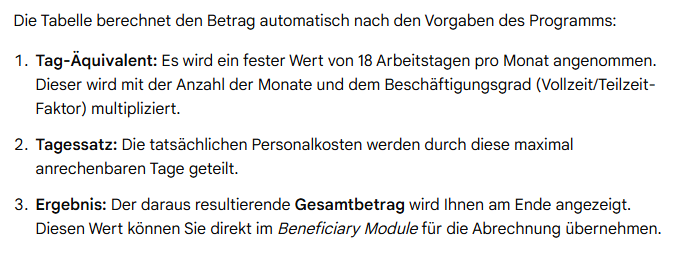 Die Tabelle berechnet den Betrag automatisch nach den Vorgaben des Programms:
1. Tag-Äquivalent: Es wird ein fester Wert von 18 Arbeitstagen pro Monat angenommen.
Dieser wird mit der Anzahl der Monate und dem Beschäftigungsgrad (Vollzeit/Teilzeit-
Faktor) multipliziert.
2. Tagessatz: Die tatsächlichen Personalkosten werden durch diese maximal
anrechenbaren Tage geteilt.
3. Ergebnis: Der daraus resultierende Gesamtbetrag wird Ihnen am Ende angezeigt.
Diesen Wert können Sie direkt im Beneficiary Module für die Abrechnung übernehmen.